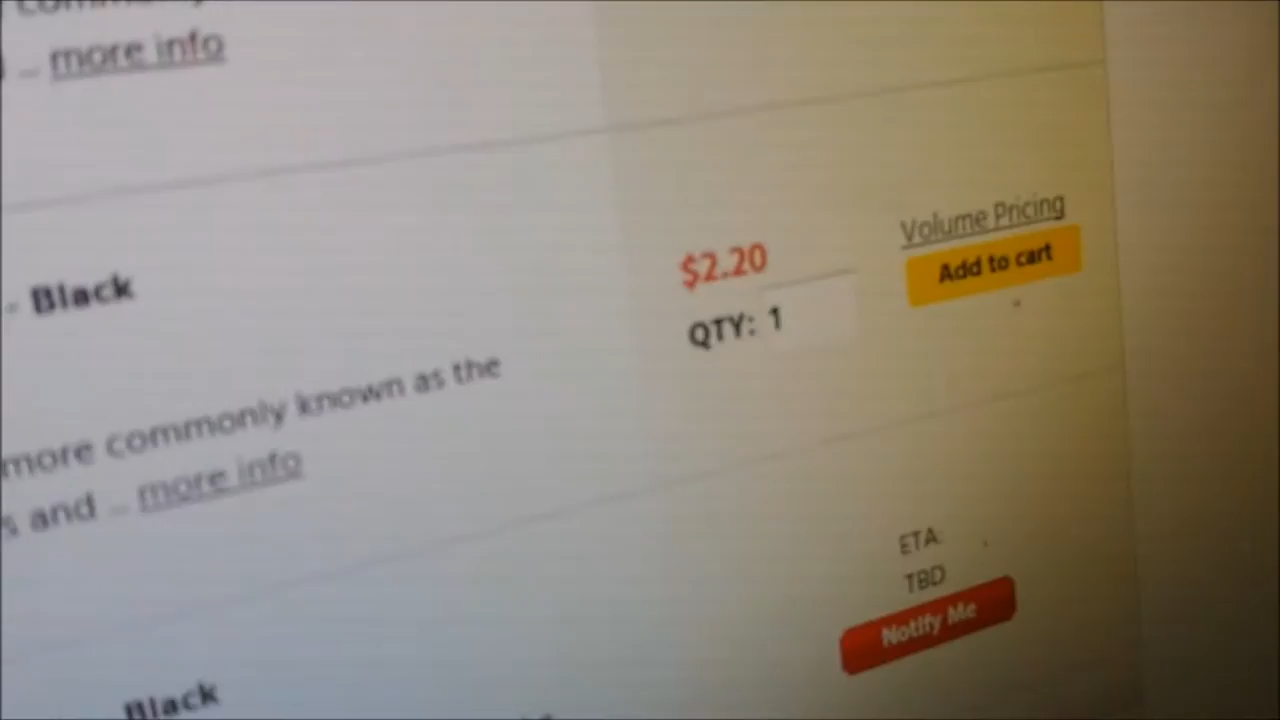 ... more info
Volume Pricing
$2.20
Add to cart
- Black
QTY: 1
more commonly known as the
s and ... more info
ETA:
TBD
Notify Me
Black